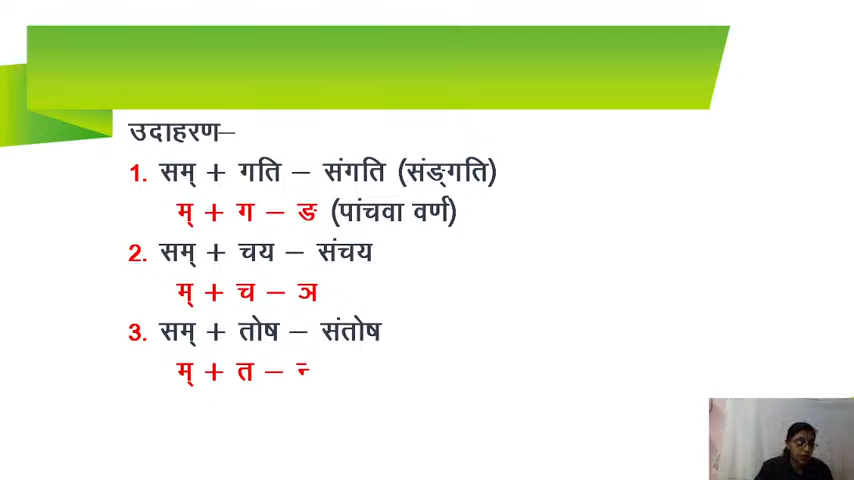 उदाहरण–
1. सम् + गति – संगति (संङ्गति)
म् + ग – ङ (पांचवा वर्ण)
2. सम् + चय – संचय
म् + च – ञ
3. सम् + तोष – संतोष
म् + त – न्